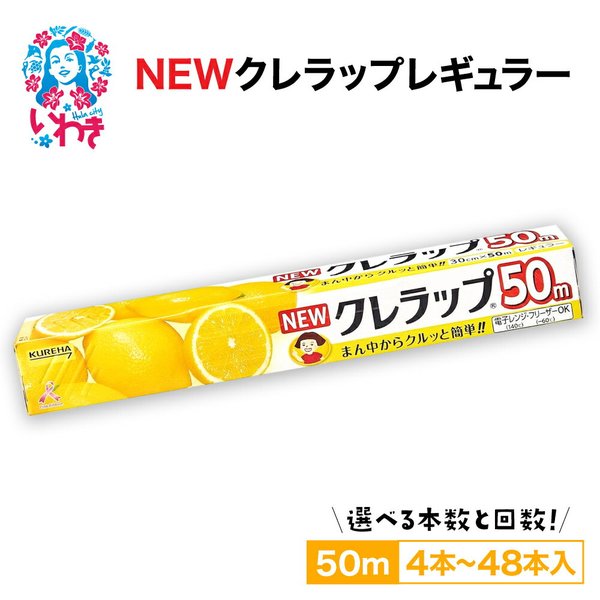 Hula city
いわき
NEWクレラップレギュラー
NEW クレラップ 50m
まん中からクルッと簡単!! 30cm×50m レギュラー
KUREHA
NEW クレラップ® 50m
まん中からクルッと簡単!!
電子レンジ・フリーザーOK
(140℃) (-60℃)
選べる本数と回数!
50m 4本~48本入